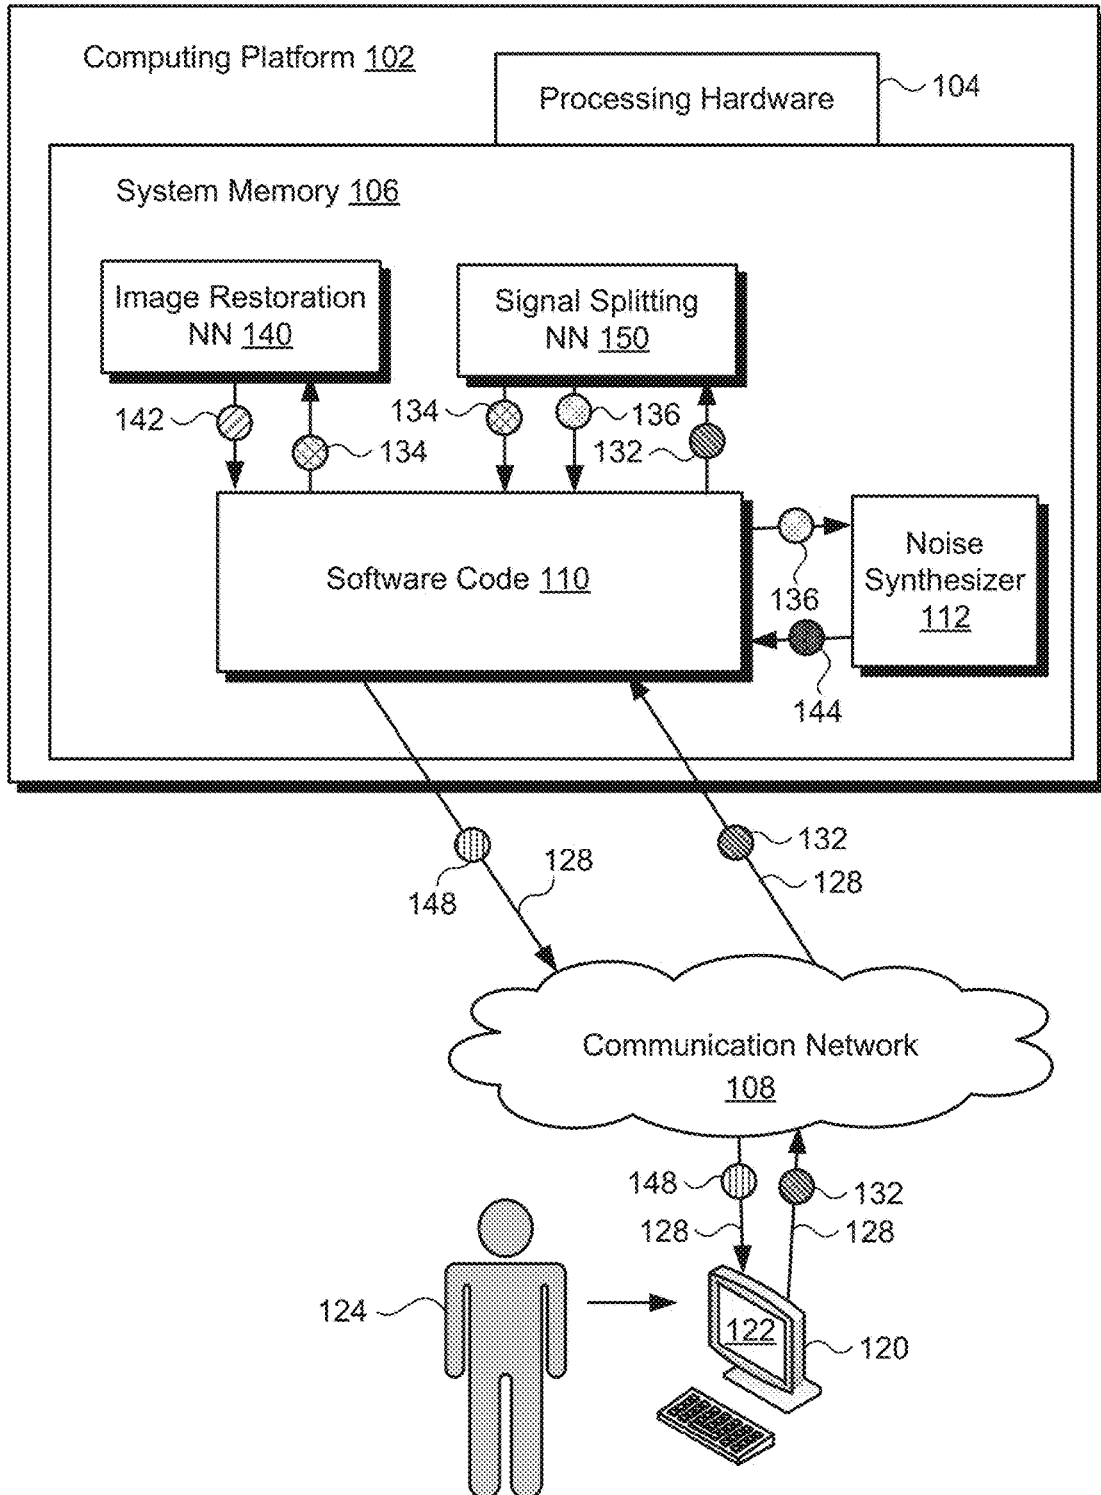 Computing Platform 102
Processing Hardware
104
System Memory 106
Image Restoration
NN 140
Signal Splitting
NN 150
142
134
134
136
132
Software Code 110
Noise
Synthesizer
112
136
144
148
128
132
128
Communication Network
108
148
132
128
128
124
122
120